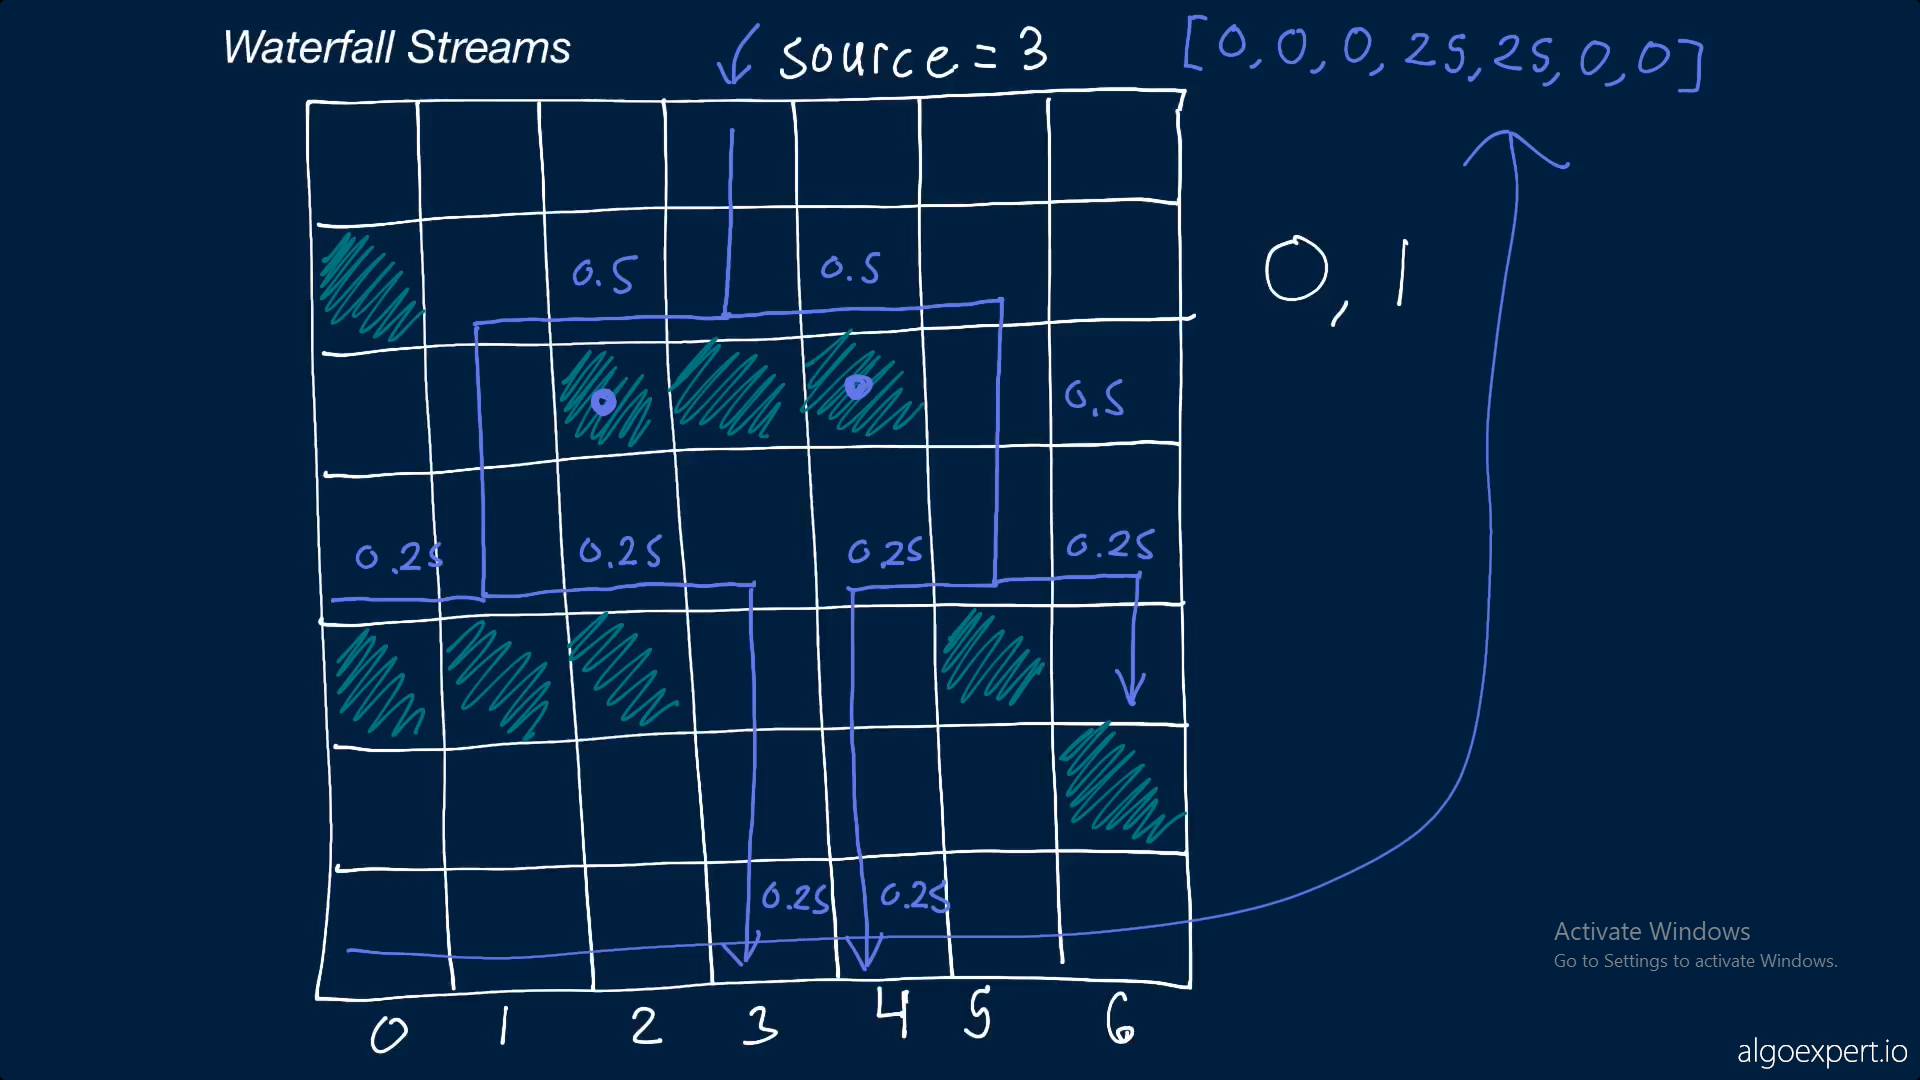 Waterfall Streams
source = 3
[0, 0, 0, 25, 25, 0, 0]
0.5 0.5
0, 1
0.5
0.25 0.25 0.25 0.25
0.25 0.25
0 1 2 3 4 5 6
Activate Windows
Go to Settings to activate Windows.
algoexpert.io